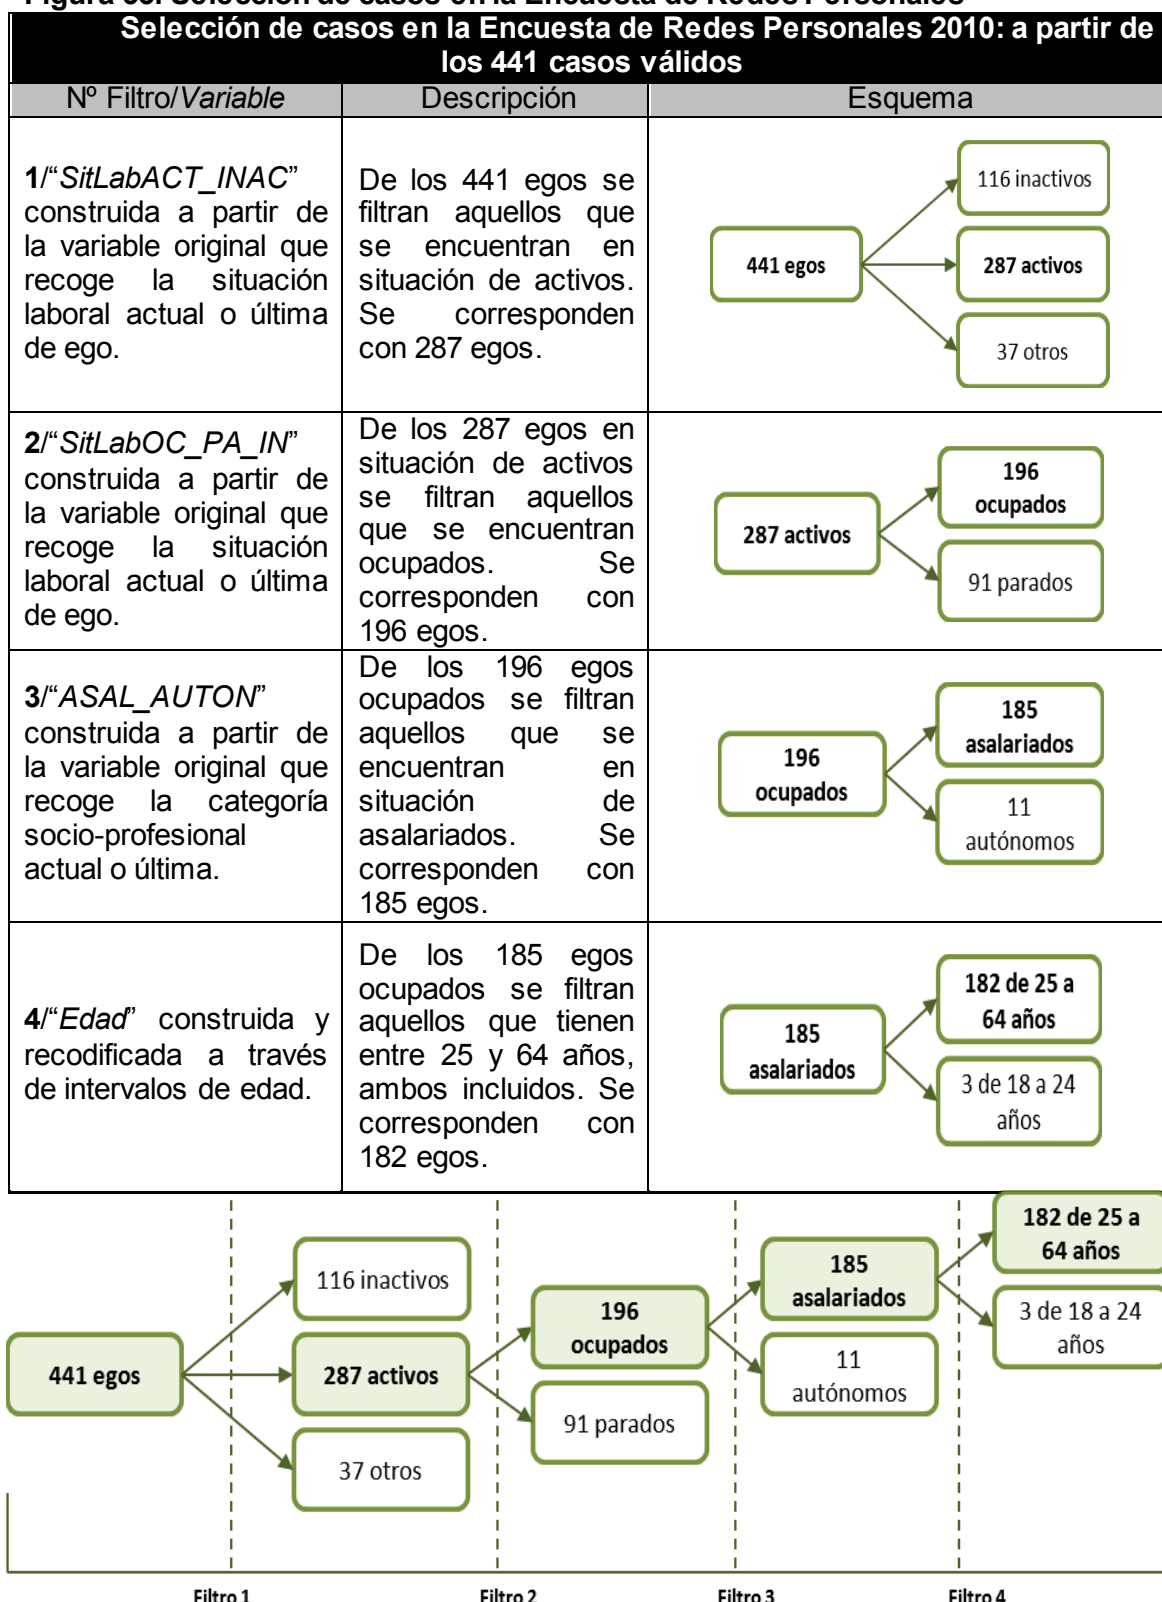 Figura 35. Selección de casos en la Encuesta de Redes Personales
Selección de casos en la Encuesta de Redes Personales 2010: a partir de
los 441 casos válidos
Nº Filtro/Variable
Descripción
Esquema
1/“SitLabACT_INAC”
construida a partir de
la variable original que
recoge la situación
laboral actual o última
de ego.
De los 441 egos se
filtran aquellos que
se encuentran en
situación de activos.
Se corresponden
con 287 egos.
441 egos
116 inactivos
287 activos
37 otros
2/“SitLabOC_PA_IN”
construida a partir de
la variable original que
recoge la situación
laboral actual o última
de ego.
De los 287 egos en
situación de activos
se filtran aquellos
que se encuentran
ocupados. Se
corresponden con
196 egos.
287 activos
196
ocupados
91 parados
3/“ASAL_AUTON”
construida a partir de
la variable original que
recoge la categoría
socio-profesional
actual o última.
De los 196 egos
ocupados se filtran
aquellos que se
encuentran en
situación de
asalariados. Se
corresponden con
185 egos.
196
ocupados
185
asalariados
11
autónomos
4/“Edad” construida y
recodificada a través
de intervalos de edad.
De los 185 egos
ocupados se filtran
aquellos que tienen
entre 25 y 64 años,
ambos incluidos. Se
corresponden con
182 egos.
185
asalariados
182 de 25 a
64 años
3 de 18 a 24
años
441 egos
116 inactivos
287 activos
37 otros
196
ocupados
91 parados
185
asalariados
11
autónomos
182 de 25 a
64 años
3 de 18 a 24
años
Filtro 1
Filtro 2
Filtro 3
Filtro 4